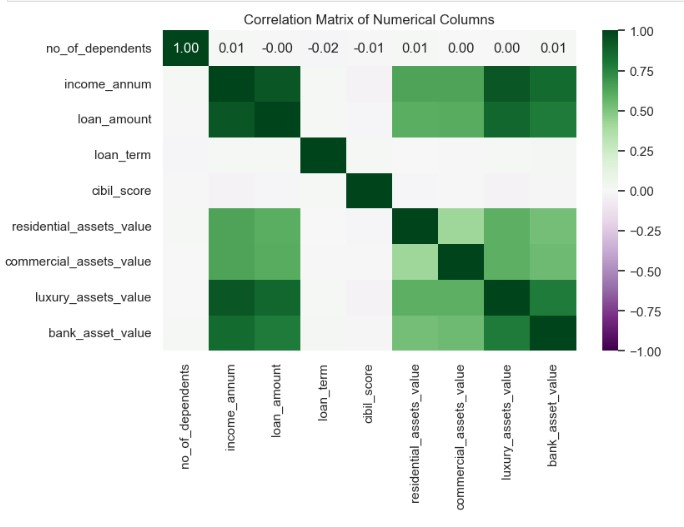 Correlation Matrix of Numerical Columns
no_of_dependents 1.00 0.01 -0.00 -0.02 -0.01 0.01 0.00 0.00 0.01
income_annum
loan_amount
loan_term
cibil_score
residential_assets_value
commercial_assets_value
luxury_assets_value
bank_asset_value
no_of_dependents
income_annum
loan_amount
loan_term
cibil_score
residential_assets_value
commercial_assets_value
luxury_assets_value
bank_asset_value
1.00
0.75
0.50
0.25
0.00
−0.25
−0.50
−0.75
−1.00